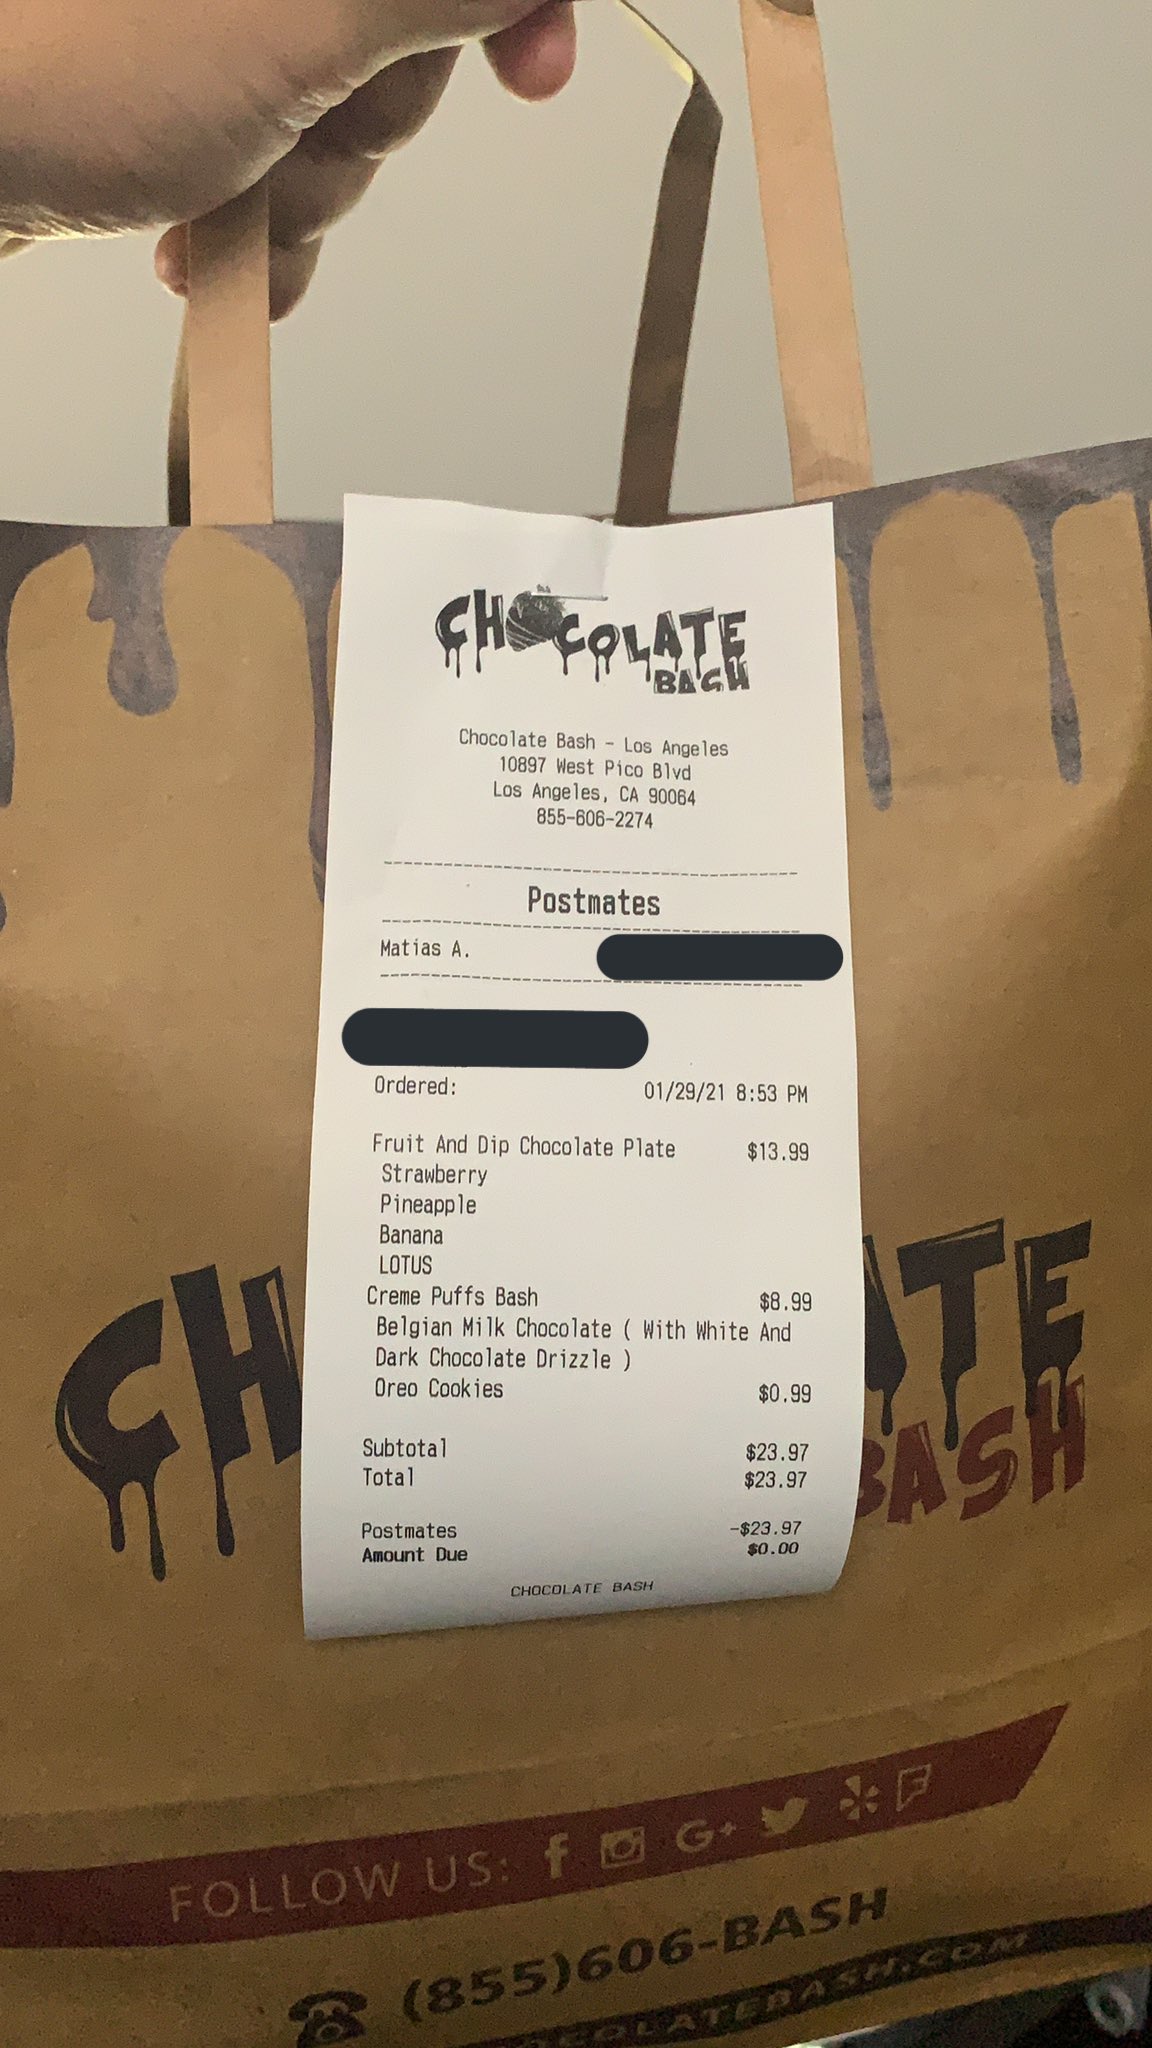 CHOCOLATE
BASH
Chocolate Bash - Los Angeles
10897 West Pico Blvd
Los Angeles, CA 90064
855-606-2274
Postmates
Matias A.
Ordered: 01/29/21 8:53 PM
Fruit And Dip Chocolate Plate $13.99
Strawberry
Pineapple
Banana
LOTUS
Creme Puffs Bash $8.99
Belgian Milk Chocolate ( With White And
Dark Chocolate Drizzle )
Oreo Cookies $0.99
Subtotal $23.97
Total $23.97
Postmates -$23.97
Amount Due $0.00
CHOCOLATE BASH
CH ATE
BASH
FOLLOW US: f G+
(855)606-BASH
COLATEBASH.COM